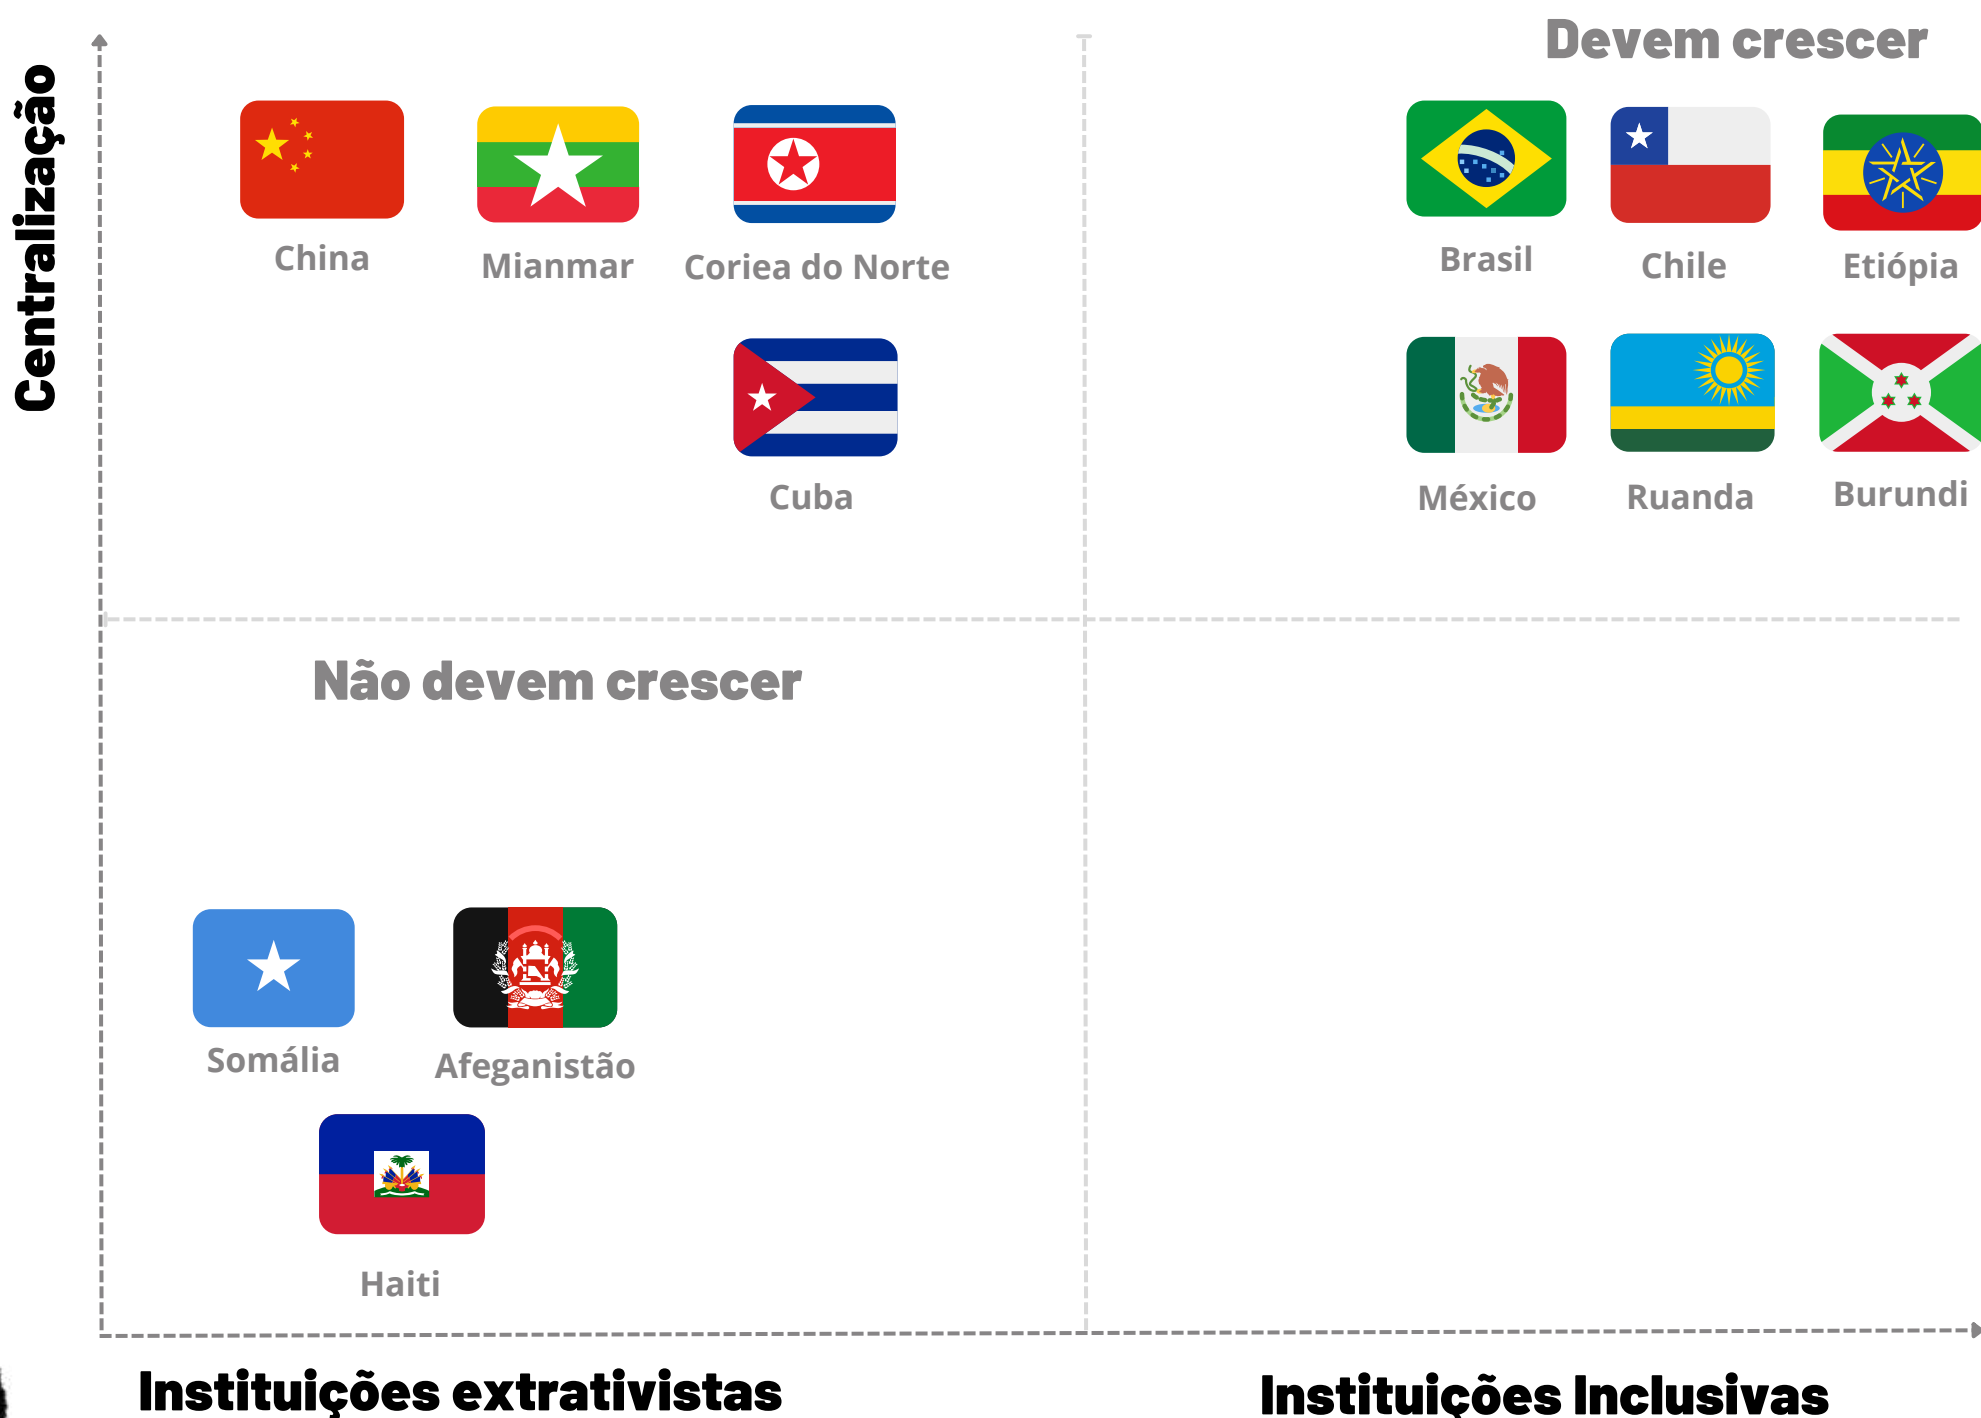 Devem crescer
Centralização
China
Mianmar
Coriea do Norte
Brasil
Chile
Etiópia
Cuba
México
Ruanda
Burundi
Não devem crescer
Somália
Afeganistão
Haiti
Instituições extrativistas
Instituições Inclusivas